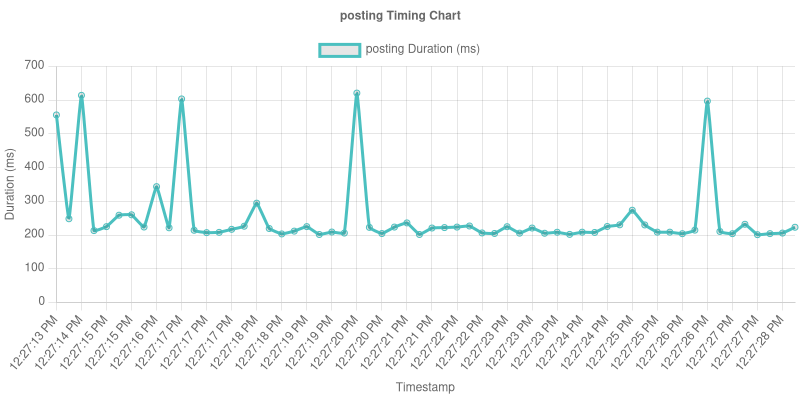 posting Timing Chart
posting Duration (ms)
700
600
500
400
300
200
100
0
Duration (ms)
12:27:13 PM
12:27:14 PM
12:27:15 PM
12:27:15 PM
12:27:16 PM
12:27:17 PM
12:27:17 PM
12:27:17 PM
12:27:18 PM
12:27:18 PM
12:27:19 PM
12:27:19 PM
12:27:20 PM
12:27:20 PM
12:27:21 PM
12:27:21 PM
12:27:22 PM
12:27:22 PM
12:27:23 PM
12:27:23 PM
12:27:23 PM
12:27:24 PM
12:27:24 PM
12:27:25 PM
12:27:25 PM
12:27:26 PM
12:27:26 PM
12:27:27 PM
12:27:27 PM
12:27:28 PM
Timestamp